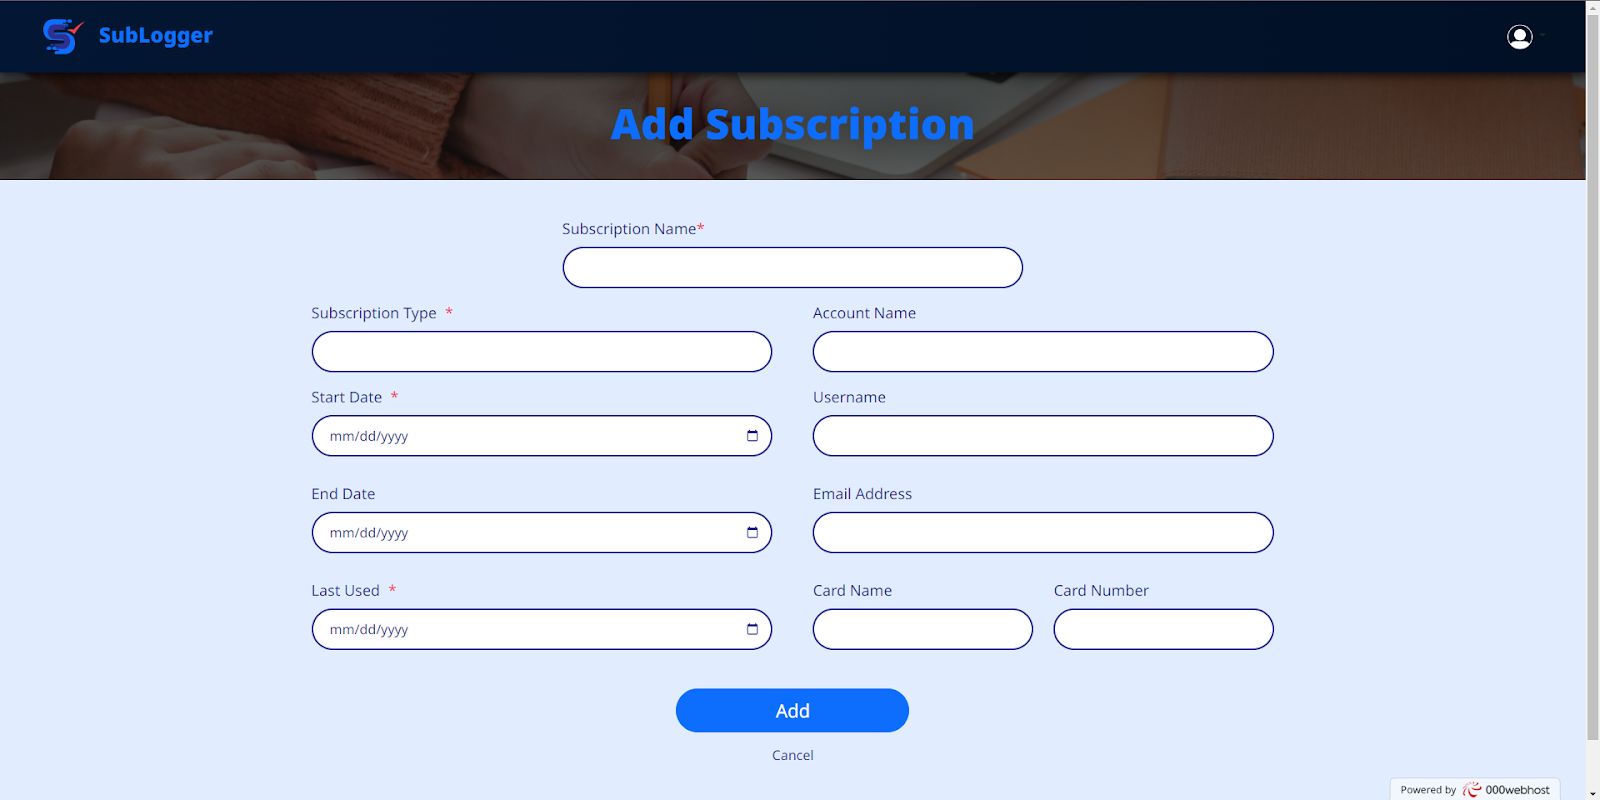 SubLogger
Add Subscription
Subscription Name*
Subscription Type *
Account Name
Start Date *
mm/dd/yyyy
Username
End Date
mm/dd/yyyy
Email Address
Last Used *
mm/dd/yyyy
Card Name
Card Number
Add
Cancel
Powered by 000webhost